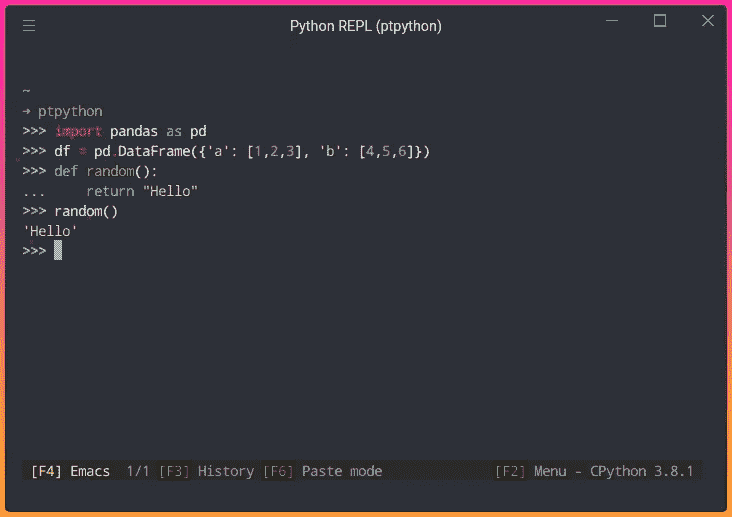 Python REPL (ptpython)
~
➜ ptpython
>>> import pandas as pd
>>> df = pd.DataFrame({'a': [1,2,3], 'b': [4,5,6]})
>>> def random():
...     return "Hello"
>>> random()
'Hello'
>>>
[F4] Emacs  1/1 [F3] History [F6] Paste mode [F2] Menu - CPython 3.8.1